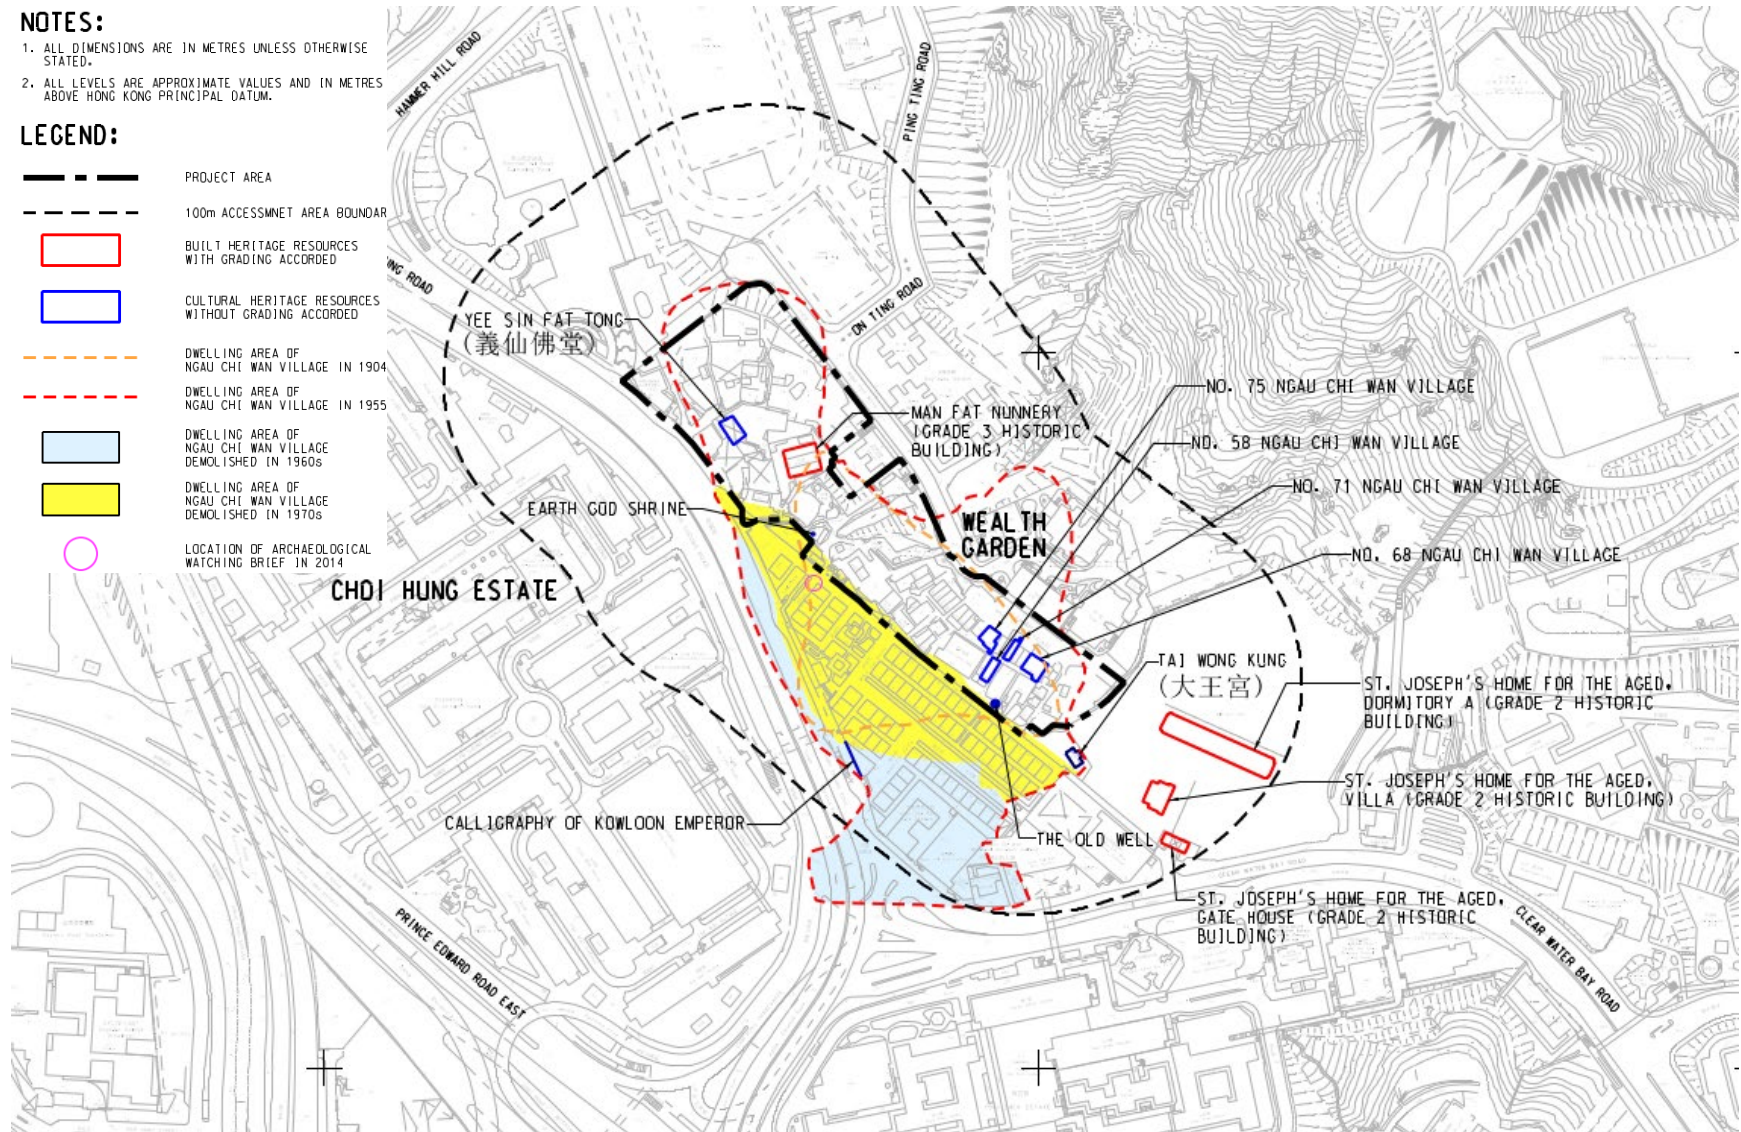 NOTES:
1. ALL DIMENSIONS ARE IN METRES UNLESS OTHERWISE
STATED.
2. ALL LEVELS ARE APPROXIMATE VALUES AND IN METRES
ABOVE HONG KONG PRINCIPAL DATUM.
LEGEND:
PROJECT AREA
100m ACCESSMNET AREA BOUNDAR
BUILT HERITAGE RESOURCES
WITH GRADING ACCORDED
CULTURAL HERITAGE RESOURCES
WITHOUT GRADING ACCORDED
DWELLING AREA OF
NGAU CHI WAN VILLAGE IN 1904
DWELLING AREA OF
NGAU CHI WAN VILLAGE IN 1955
DWELLING AREA OF
NGAU CHI WAN VILLAGE
DEMOLISHED IN 1960s
DWELLING AREA OF
NGAU CHI WAN VILLAGE
DEMOLISHED IN 1970s
LOCATION OF ARCHAEOLOGICAL
WATCHING BRIEF IN 2014
HAMMER HILL ROAD
PING TING ROAD
UNG ROAD
ON TING ROAD
YEE SIN FAT TONG
(義仙佛堂)
MAN FAT NUNNERY
(GRADE 3 HISTORIC
BUILDING)
NO. 75 NGAU CHI WAN VILLAGE
NO. 58 NGAU CHI WAN VILLAGE
NO. 71 NGAU CHI WAN VILLAGE
EARTH GOD SHRINE
WEALTH
GARDEN
NO. 68 NGAU CHI WAN VILLAGE
CHOI HUNG ESTATE
TAI WONG KUNG
(大王宮)
ST. JOSEPH'S HOME FOR THE AGED,
DORMITORY A (GRADE 2 HISTORIC
BUILDING)
ST. JOSEPH'S HOME FOR THE AGED,
VILLA (GRADE 2 HISTORIC BUILDING)
CALLIGRAPHY OF KOWLOON EMPEROR
THE OLD WELL
CLEAR WATER BAY ROAD
ST. JOSEPH'S HOME FOR THE AGED,
GATE HOUSE (GRADE 2 HISTORIC
BUILDING)
PRINCE EDWARD ROAD EAST
CLEAR WATER BAY ROAD